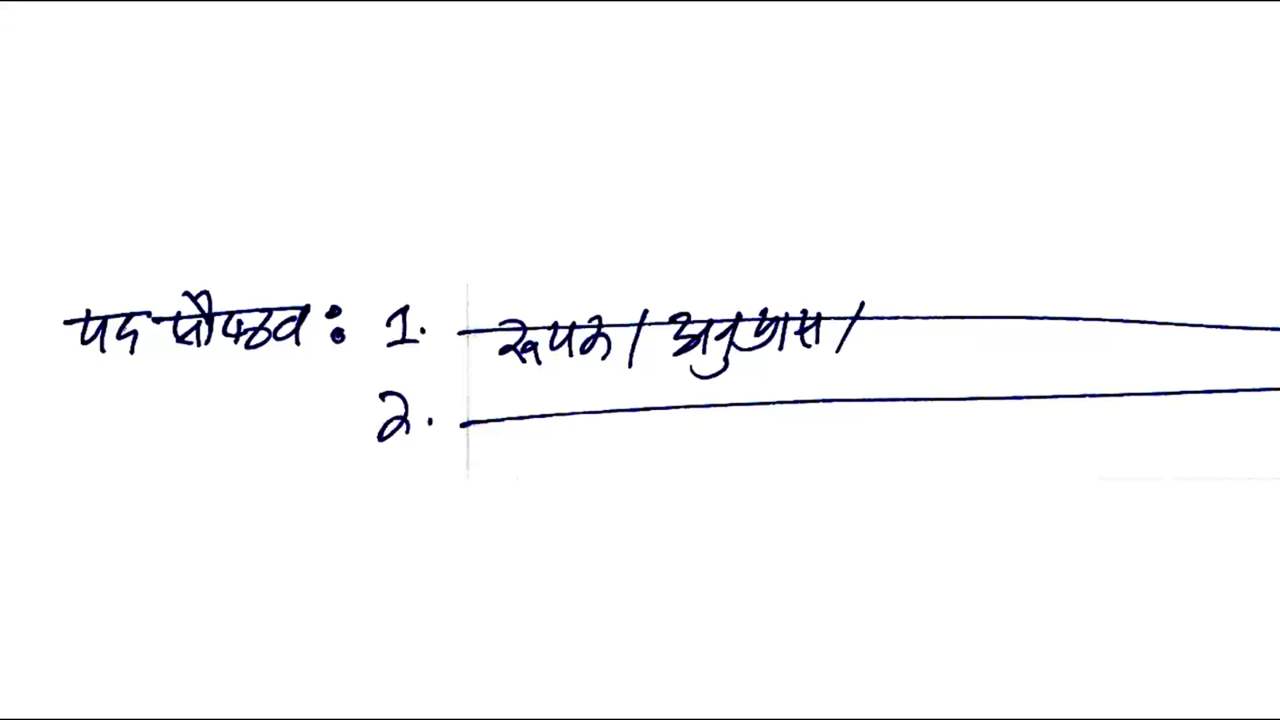 पद सौष्ठव : 1. रूपक / अनुप्रास /
2.